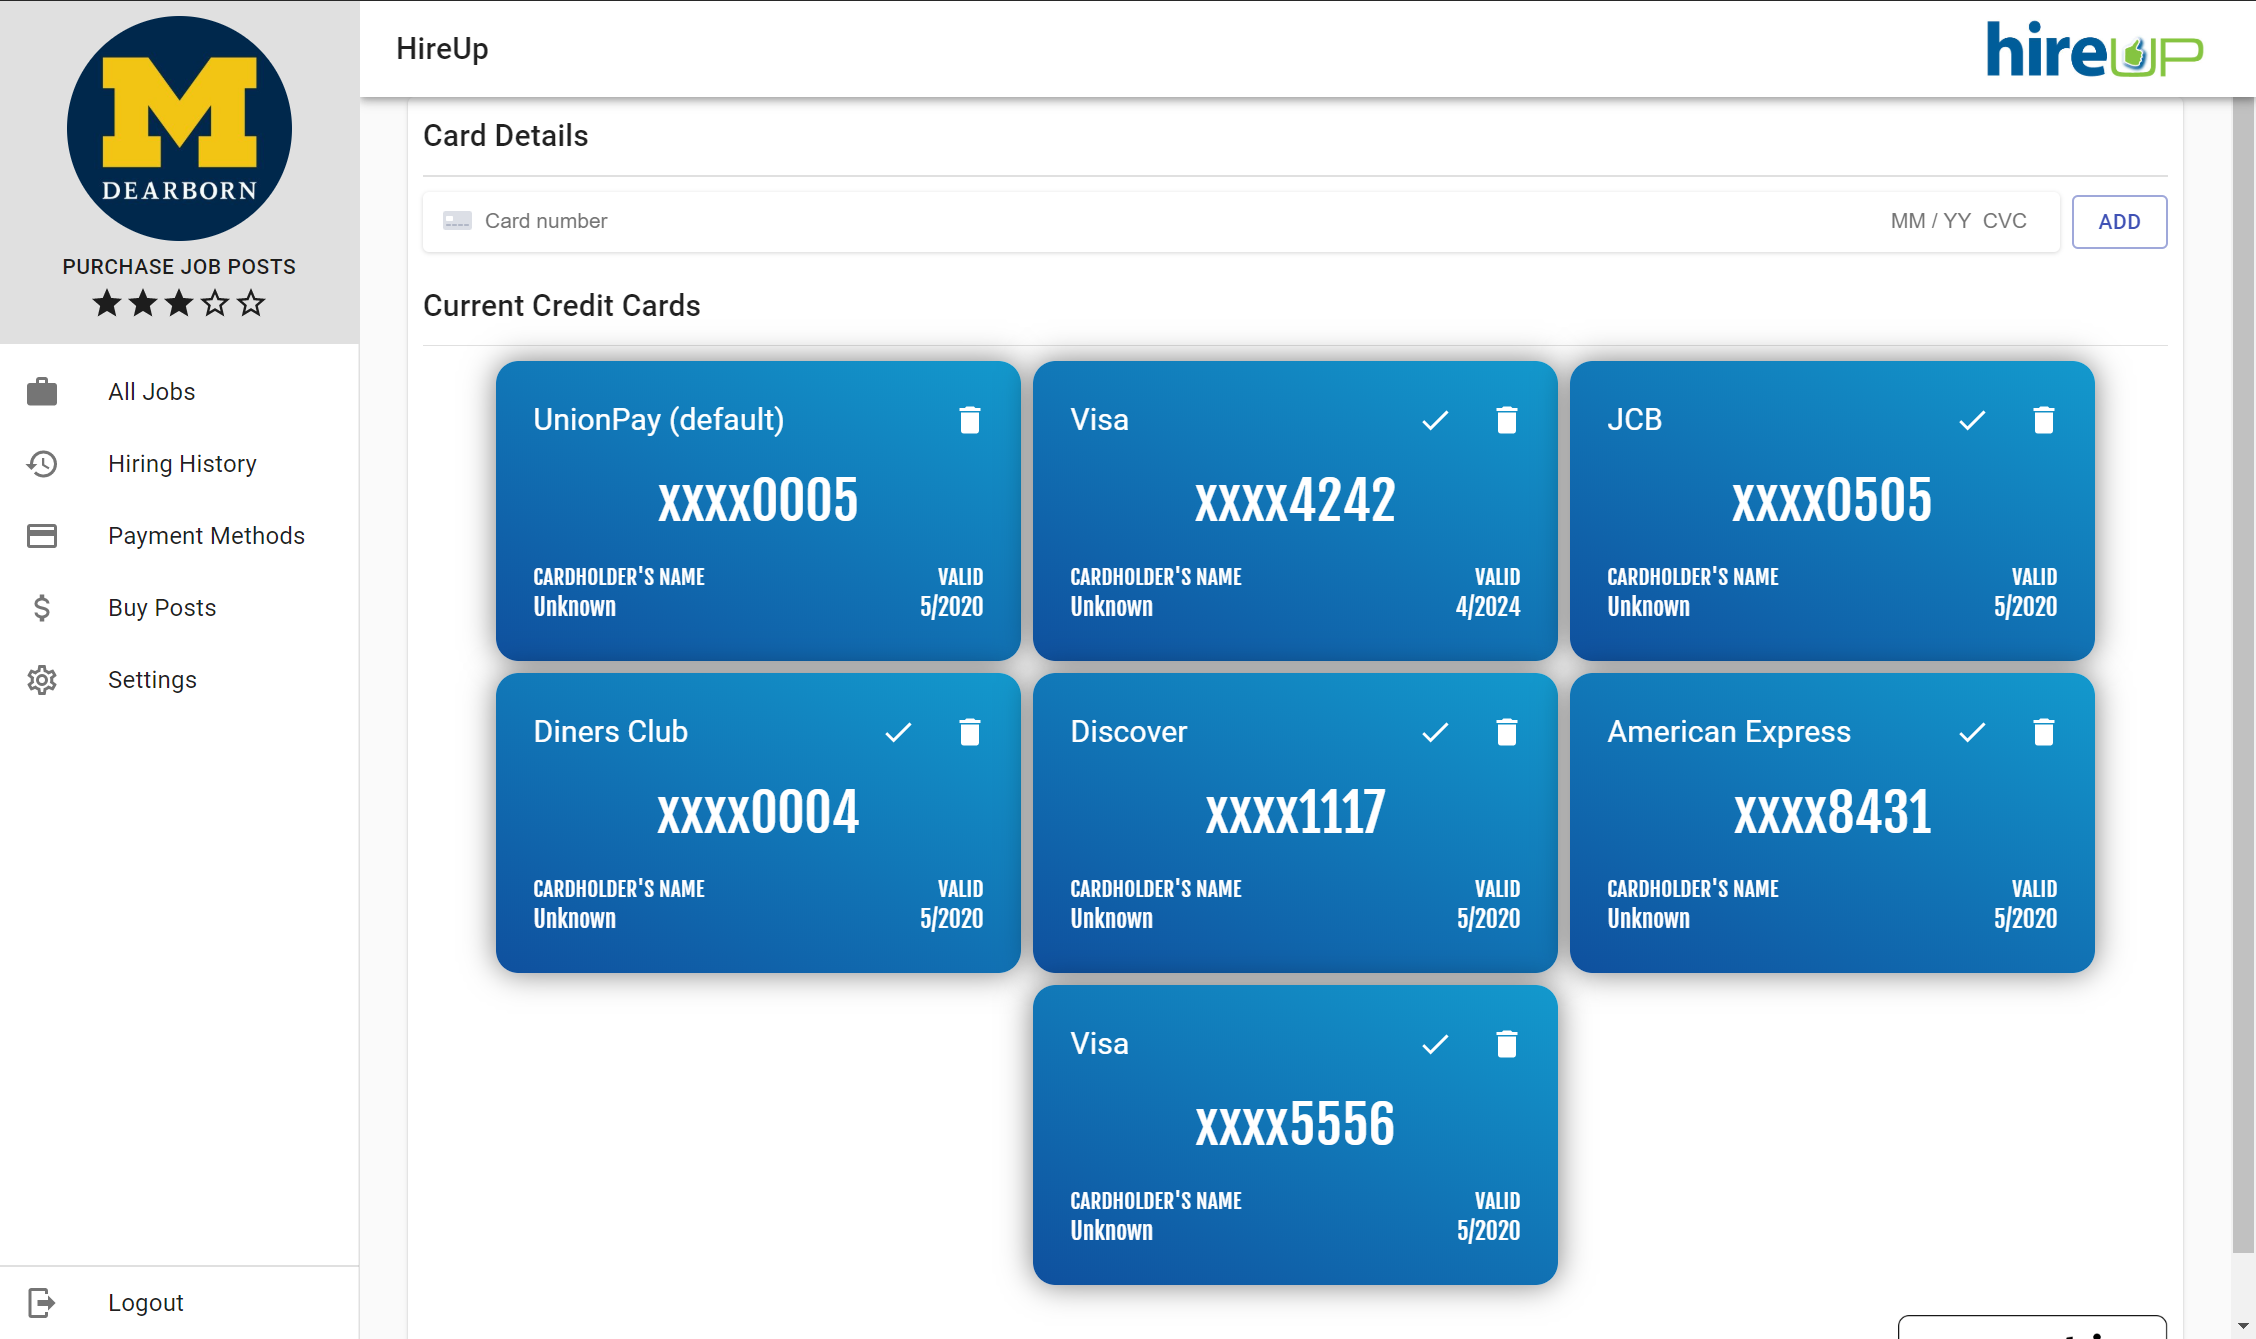 M
DEARBORN
PURCHASE JOB POSTS
All Jobs
Hiring History
Payment Methods
Buy Posts
Settings
Logout
HireUp
hireUP
Card Details
Card number MM / YY CVC
ADD
Current Credit Cards
UnionPay (default)
xxxx0005
CARDHOLDER'S NAME VALID
Unknown 5/2020
Visa
xxxx4242
CARDHOLDER'S NAME VALID
Unknown 4/2024
JCB
xxxx0505
CARDHOLDER'S NAME VALID
Unknown 5/2020
Diners Club
xxxx0004
CARDHOLDER'S NAME VALID
Unknown 5/2020
Discover
xxxx1117
CARDHOLDER'S NAME VALID
Unknown 5/2020
American Express
xxxx8431
CARDHOLDER'S NAME VALID
Unknown 5/2020
Visa
xxxx5556
CARDHOLDER'S NAME VALID
Unknown 5/2020